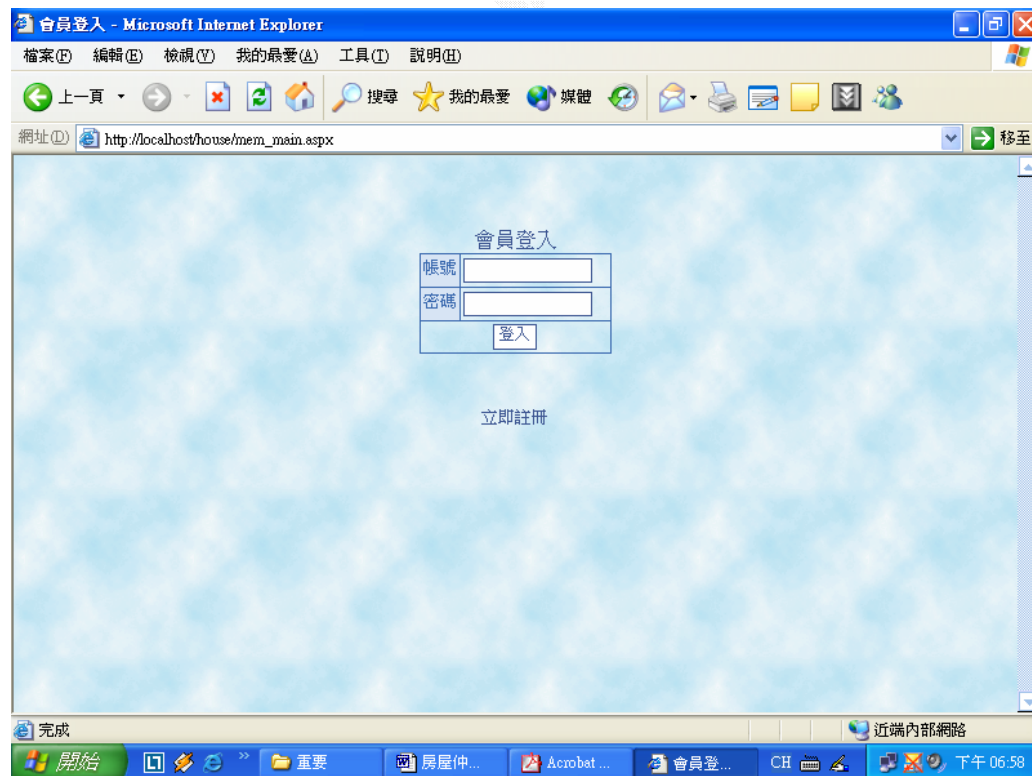 會員登入 - Microsoft Internet Explorer
檔案(F) 編輯(E) 檢視(V) 我的最愛(A) 工具(T) 說明(H)
上一頁 搜尋 我的最愛 媒體
網址(D) http://localhost/house/mem_main.aspx 移至
會員登入
帳號
密碼
登入
立即註冊
完成 近端內部網路
開始 重要 房屋仲... Acrobat ... 會員登... CH 下午 06:58